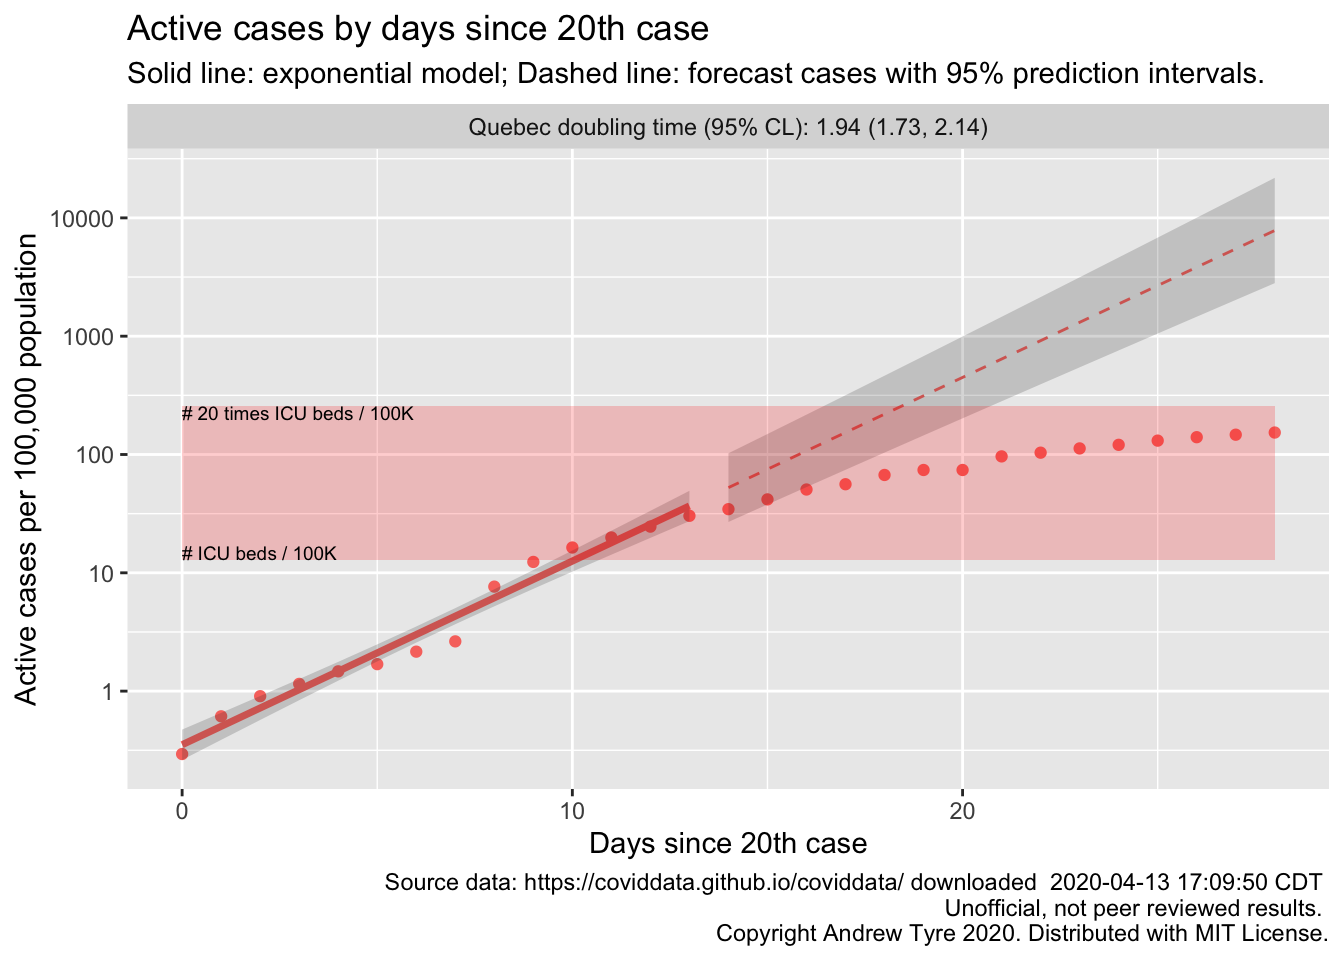 Active cases by days since 20th case
Solid line: exponential model; Dashed line: forecast cases with 95% prediction intervals.
Quebec doubling time (95% CL): 1.94 (1.73, 2.14)
Active cases per 100,000 population
10000
1000
100
10
1
# 20 times ICU beds / 100K
# ICU beds / 100K
0
10
20
Days since 20th case
Source data: https://coviddata.github.io/coviddata/ downloaded  2020-04-13 17:09:50 CDT
Unofficial, not peer reviewed results.
Copyright Andrew Tyre 2020. Distributed with MIT License.